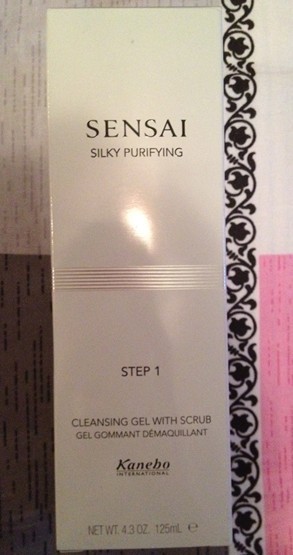 SENSAI
SILKY PURIFYING
STEP 1
CLEANSING GEL WITH SCRUB
GEL GOMMANT DÉMAQUILLANT
Kanebo
INTERNATIONAL
NET WT. 4.3 OZ. 125mL ℮